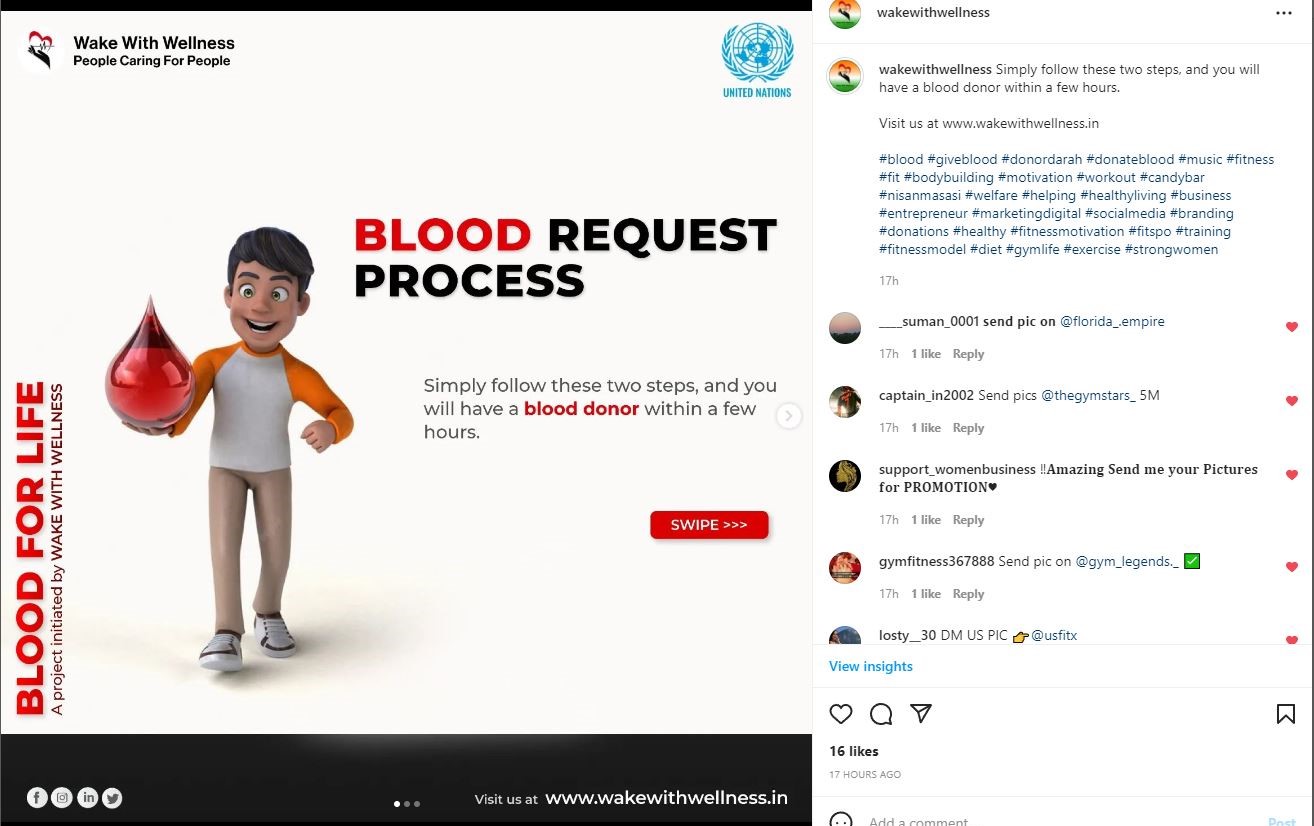 Wake With Wellness
People Caring For People
UNITED NATIONS
BLOOD REQUEST
PROCESS
Simply follow these two steps, and you
will have a blood donor within a few
hours.
SWIPE >>>
BLOOD FOR LIFE
A project initiated by WAKE WITH WELLNESS
Visit us at www.wakewithwellness.in
wakewithwellness
wakewithwellness Simply follow these two steps, and you will
have a blood donor within a few hours.
Visit us at www.wakewithwellness.in
#blood #giveblood #donordarah #donateblood #music #fitness
#fit #bodybuilding #motivation #workout #candybar
#nisanmasasi #welfare #helping #healthyliving #business
#entrepreneur #marketingdigital #socialmedia #branding
#donations #healthy #fitnessmotivation #fitspo #training
#fitnessmodel #diet #gymlife #exercise #strongwomen
17h
____suman_0001 send pic on @florida_.empire
17h 1 like Reply
captain_in2002 Send pics @thegymstars_ 5M
17h 1 like Reply
support_womenbusiness ‼Amazing Send me your Pictures
for PROMOTION♥
17h 1 like Reply
gymfitness367888 Send pic on @gym_legends._ ✅
17h 1 like Reply
losty__30 DM US PIC 👉@usfitx
View insights
16 likes
17 HOURS AGO
Add a comment...
Post